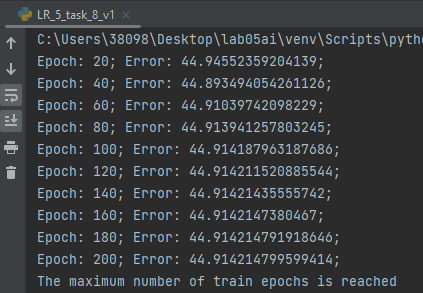 LR_5_task_8_v1
C:\Users\38098\Desktop\lab05ai\venv\Scripts\pyth
Epoch: 20; Error: 44.94552359204139;
Epoch: 40; Error: 44.893494054261126;
Epoch: 60; Error: 44.91039742098229;
Epoch: 80; Error: 44.913941257803245;
Epoch: 100; Error: 44.914187963187686;
Epoch: 120; Error: 44.914211520885544;
Epoch: 140; Error: 44.91421435555742;
Epoch: 160; Error: 44.9142147380467;
Epoch: 180; Error: 44.914214791918646;
Epoch: 200; Error: 44.914214799599414;
The maximum number of train epochs is reached